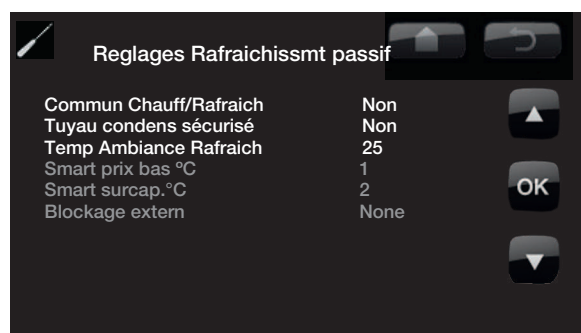 Reglages Rafraichissmt passif
Commun Chauff/Rafraich Non
Tuyau condens sécurisé Non
Temp Ambiance Rafraich 25
Smart prix bas ºC 1
Smart surcap.°C 2
Blockage extern None
OK